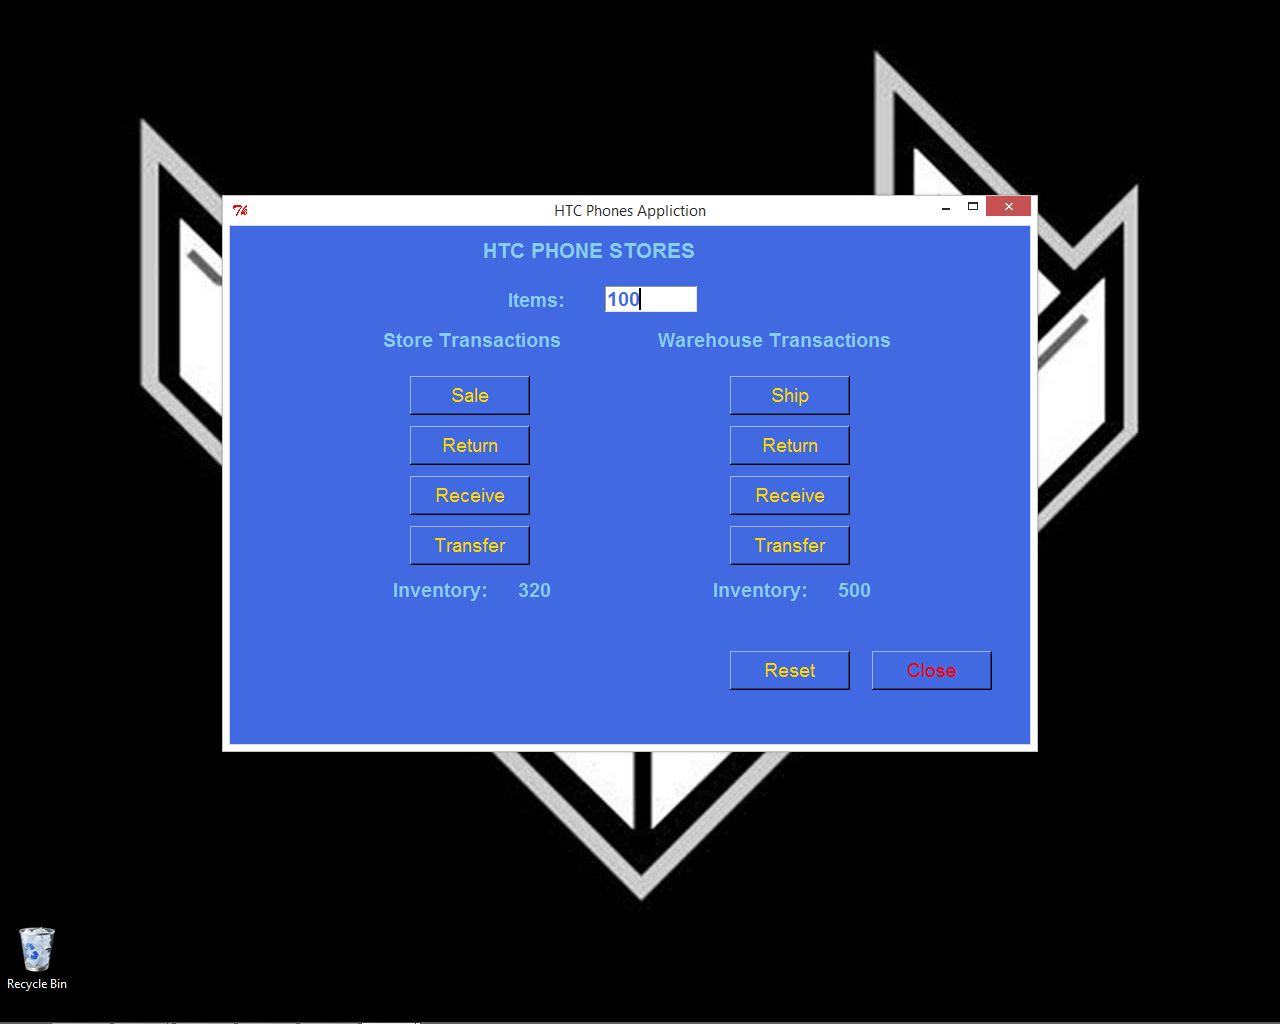 HTC Phones Appliction
HTC PHONE STORES
Items: 100
Store Transactions Warehouse Transactions
Sale Ship
Return Return
Receive Receive
Transfer Transfer
Inventory: 320 Inventory: 500
Reset Close
Recycle Bin